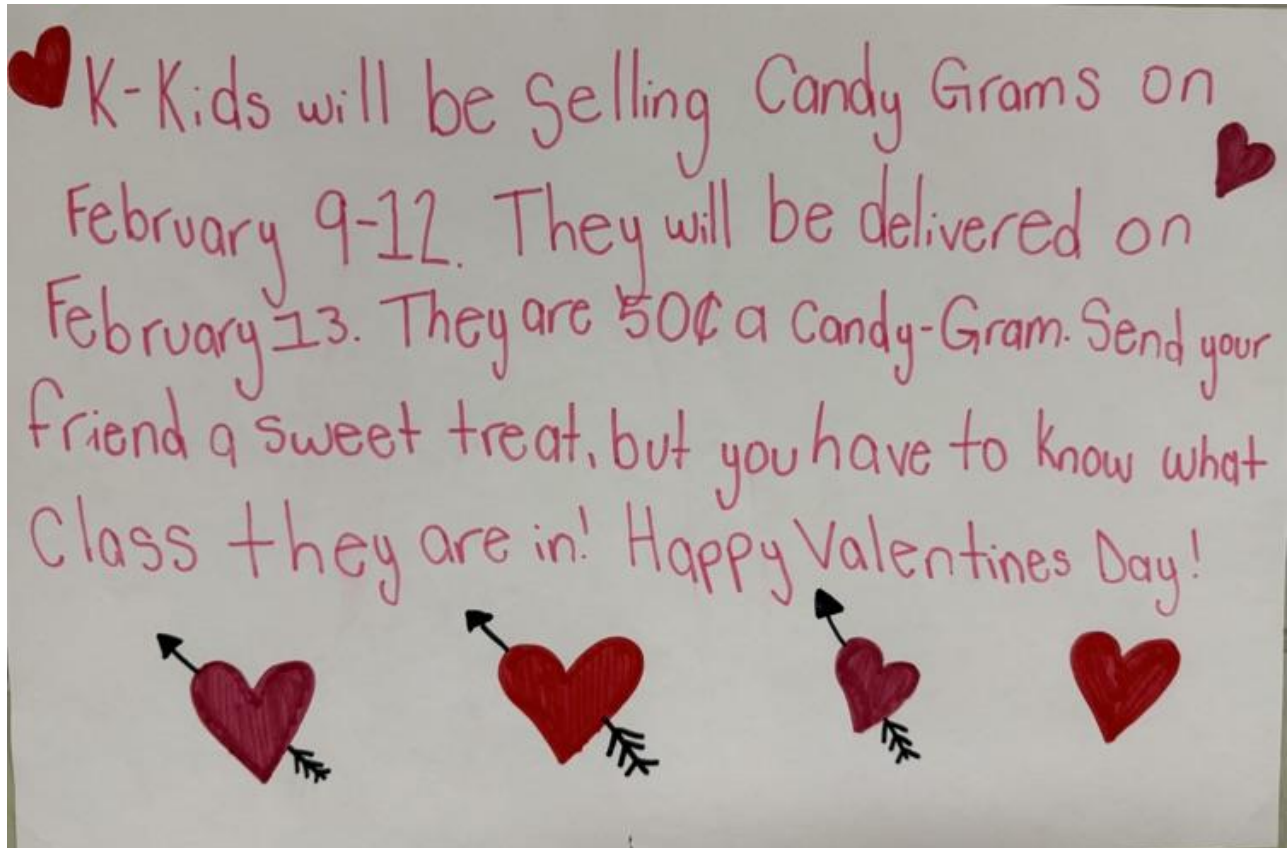 K-Kids will be Selling Candy Grams on
February 9-12. They will be delivered on
February 13. They are 50¢ a Candy-Gram. Send your
friend a sweet treat, but you have to know what
Class they are in! Happy Valentines Day!